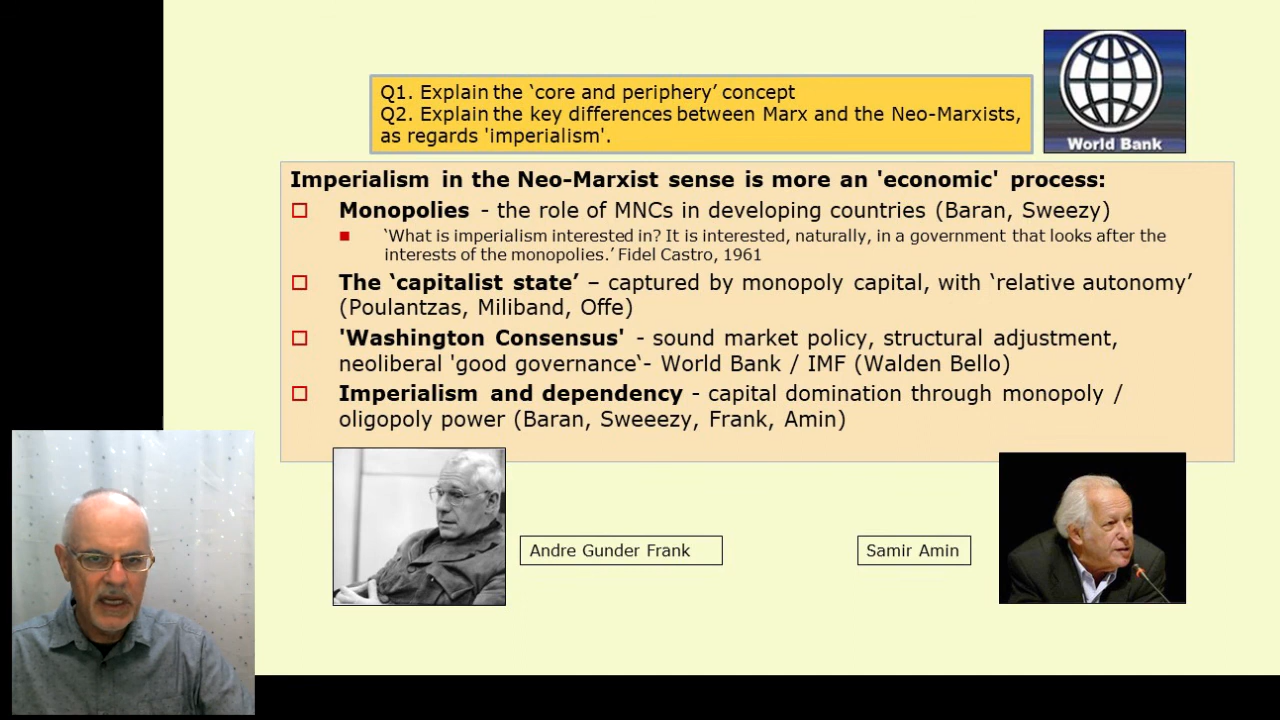 Q1. Explain the ‘core and periphery’ concept
Q2. Explain the key differences between Marx and the Neo-Marxists,
as regards 'imperialism'.
World Bank
Imperialism in the Neo-Marxist sense is more an 'economic' process:
Monopolies - the role of MNCs in developing countries (Baran, Sweezy)
‘What is imperialism interested in? It is interested, naturally, in a government that looks after the
interests of the monopolies.’ Fidel Castro, 1961
The ‘capitalist state’ – captured by monopoly capital, with ‘relative autonomy’
(Poulantzas, Miliband, Offe)
'Washington Consensus' - sound market policy, structural adjustment,
neoliberal 'good governance‘- World Bank / IMF (Walden Bello)
Imperialism and dependency - capital domination through monopoly /
oligopoly power (Baran, Sweeezy, Frank, Amin)
Andre Gunder Frank
Samir Amin